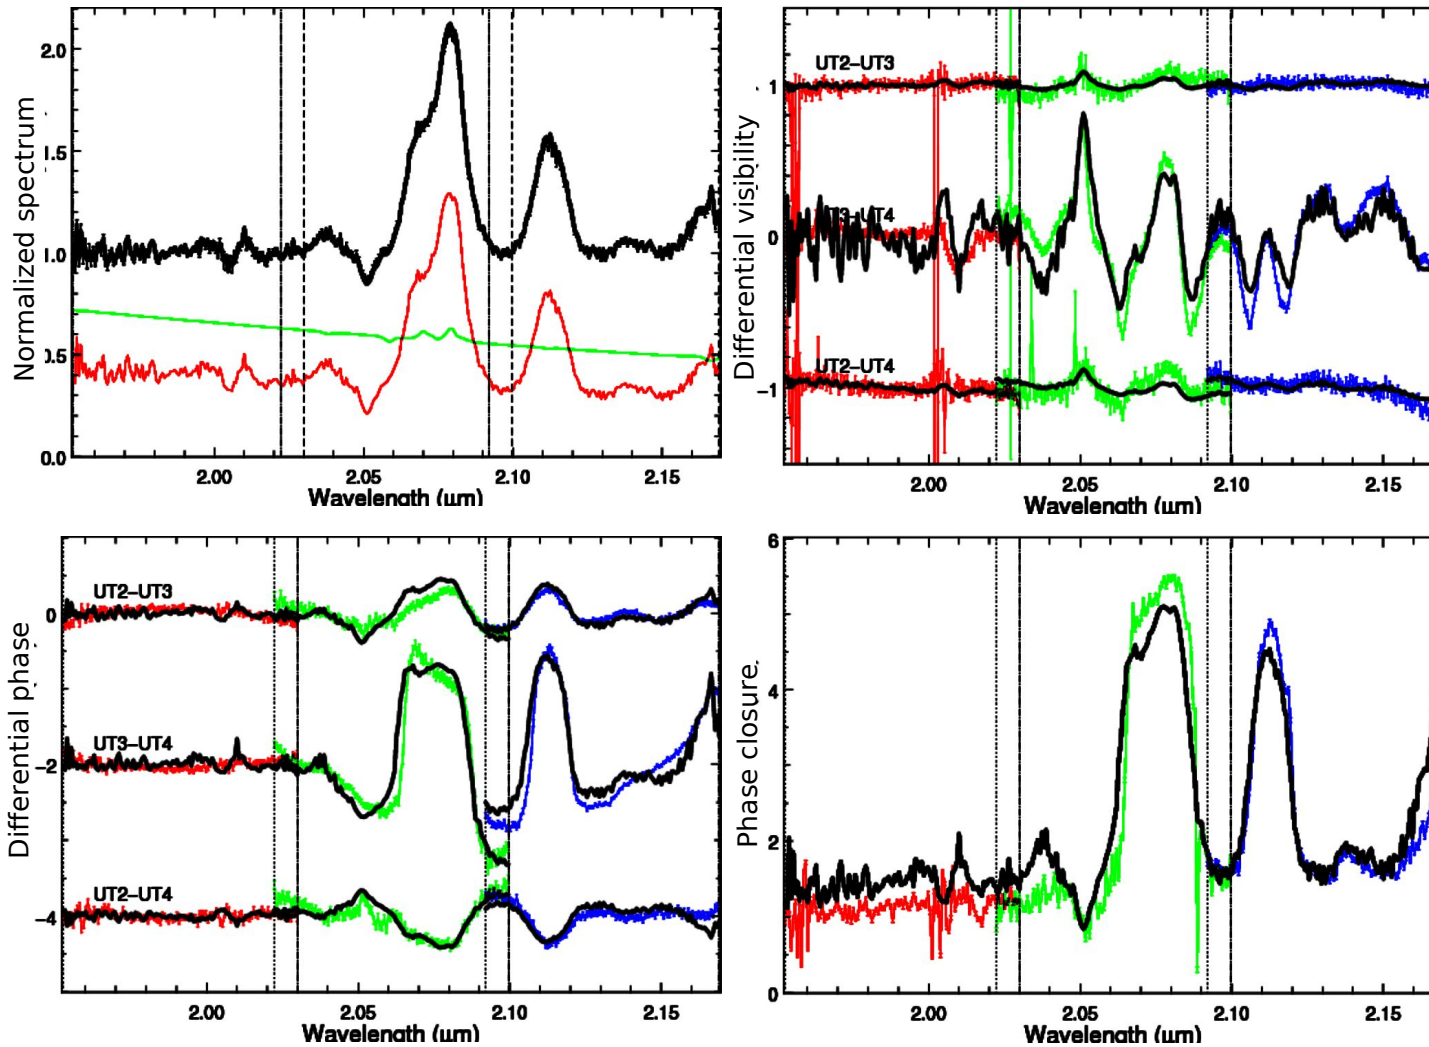 Normalized spectrum
2.0
1.5
1.0
0.5
0.0
2.00 2.05 2.10 2.15
Wavelength (μm)
Differential visibility
1
0
−1
UT2−UT3
UT3−UT4
UT2−UT4
2.00 2.05 2.10 2.15
Wavelength (μm)
Differential phase
0
−2
−4
UT2−UT3
UT3−UT4
UT2−UT4
2.00 2.05 2.10 2.15
Wavelength (μm)
Phase closure.
6
4
2
0
2.00 2.05 2.10 2.15
Wavelength (μm)